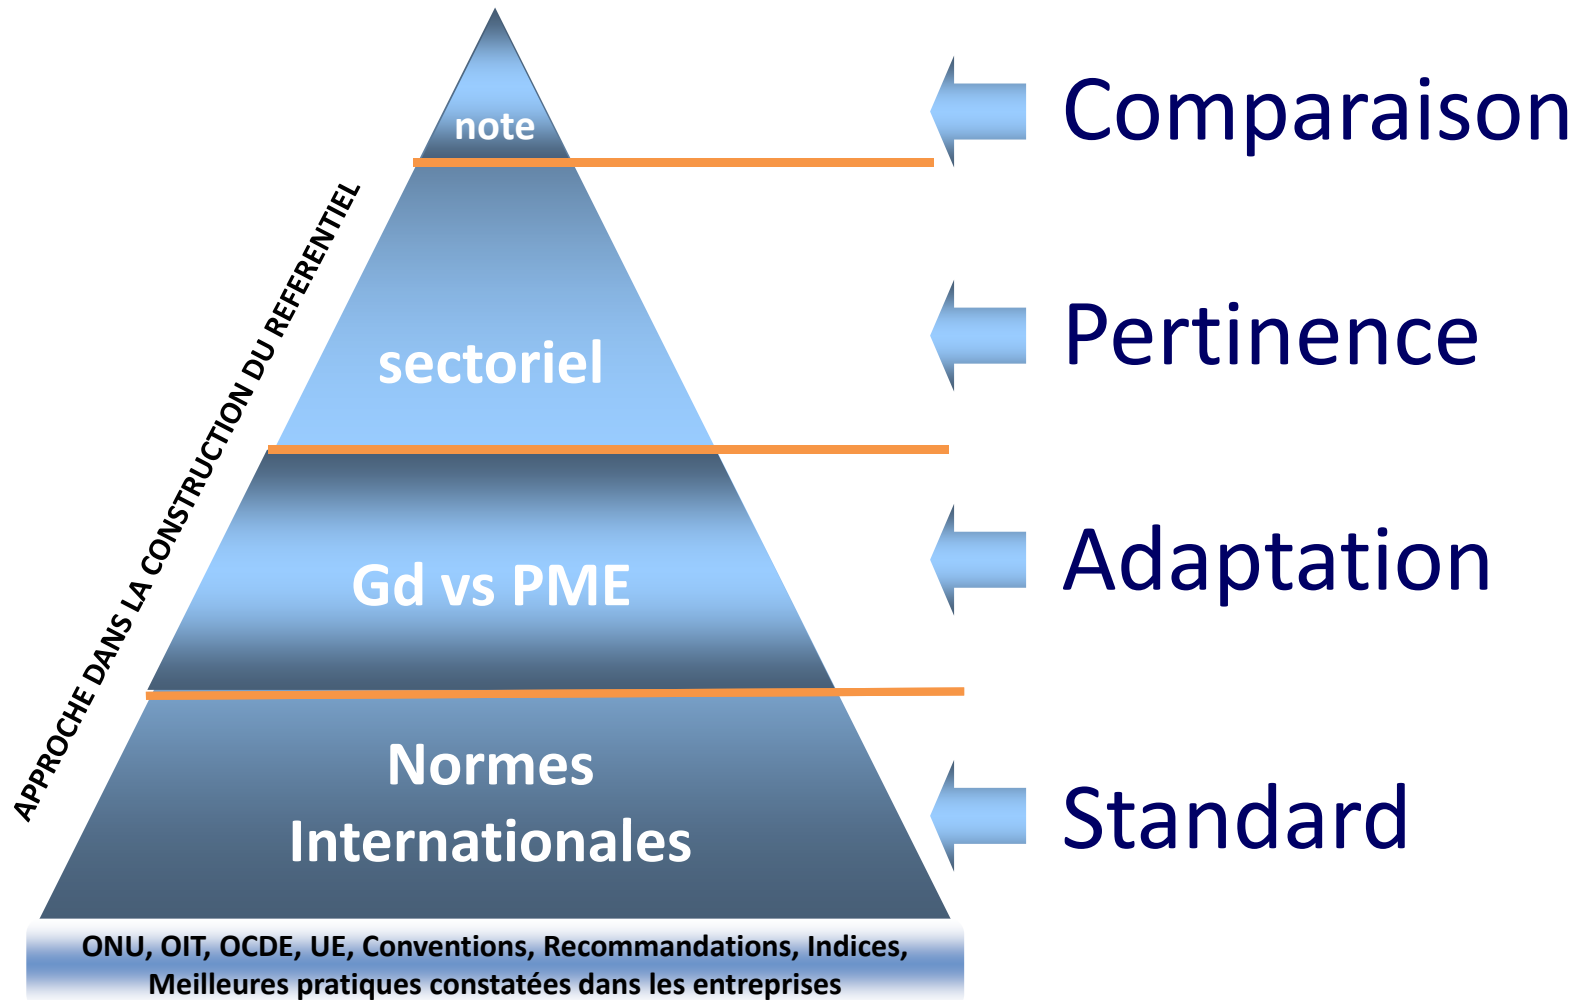 note
Comparaison
APPROCHE DANS LA CONSTRUCTION DU REFERENTIEL
sectoriel
Pertinence
Gd vs PME
Adaptation
Normes
Internationales
Standard
ONU, OIT, OCDE, UE, Conventions, Recommandations, Indices,
Meilleures pratiques constatées dans les entreprises